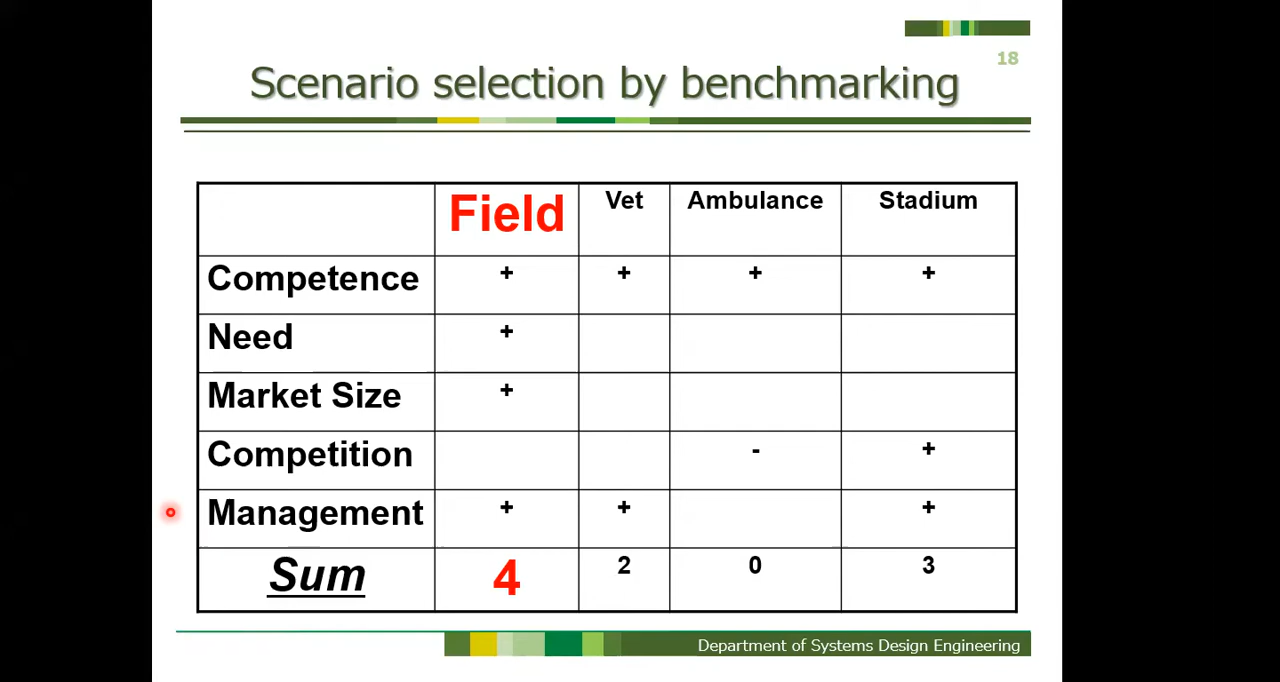 18
Scenario selection by benchmarking
Field Vet Ambulance Stadium
Competence + + + +
Need +
Market Size +
Competition - +
Management + + +
Sum 4 2 0 3
Department of Systems Design Engineering